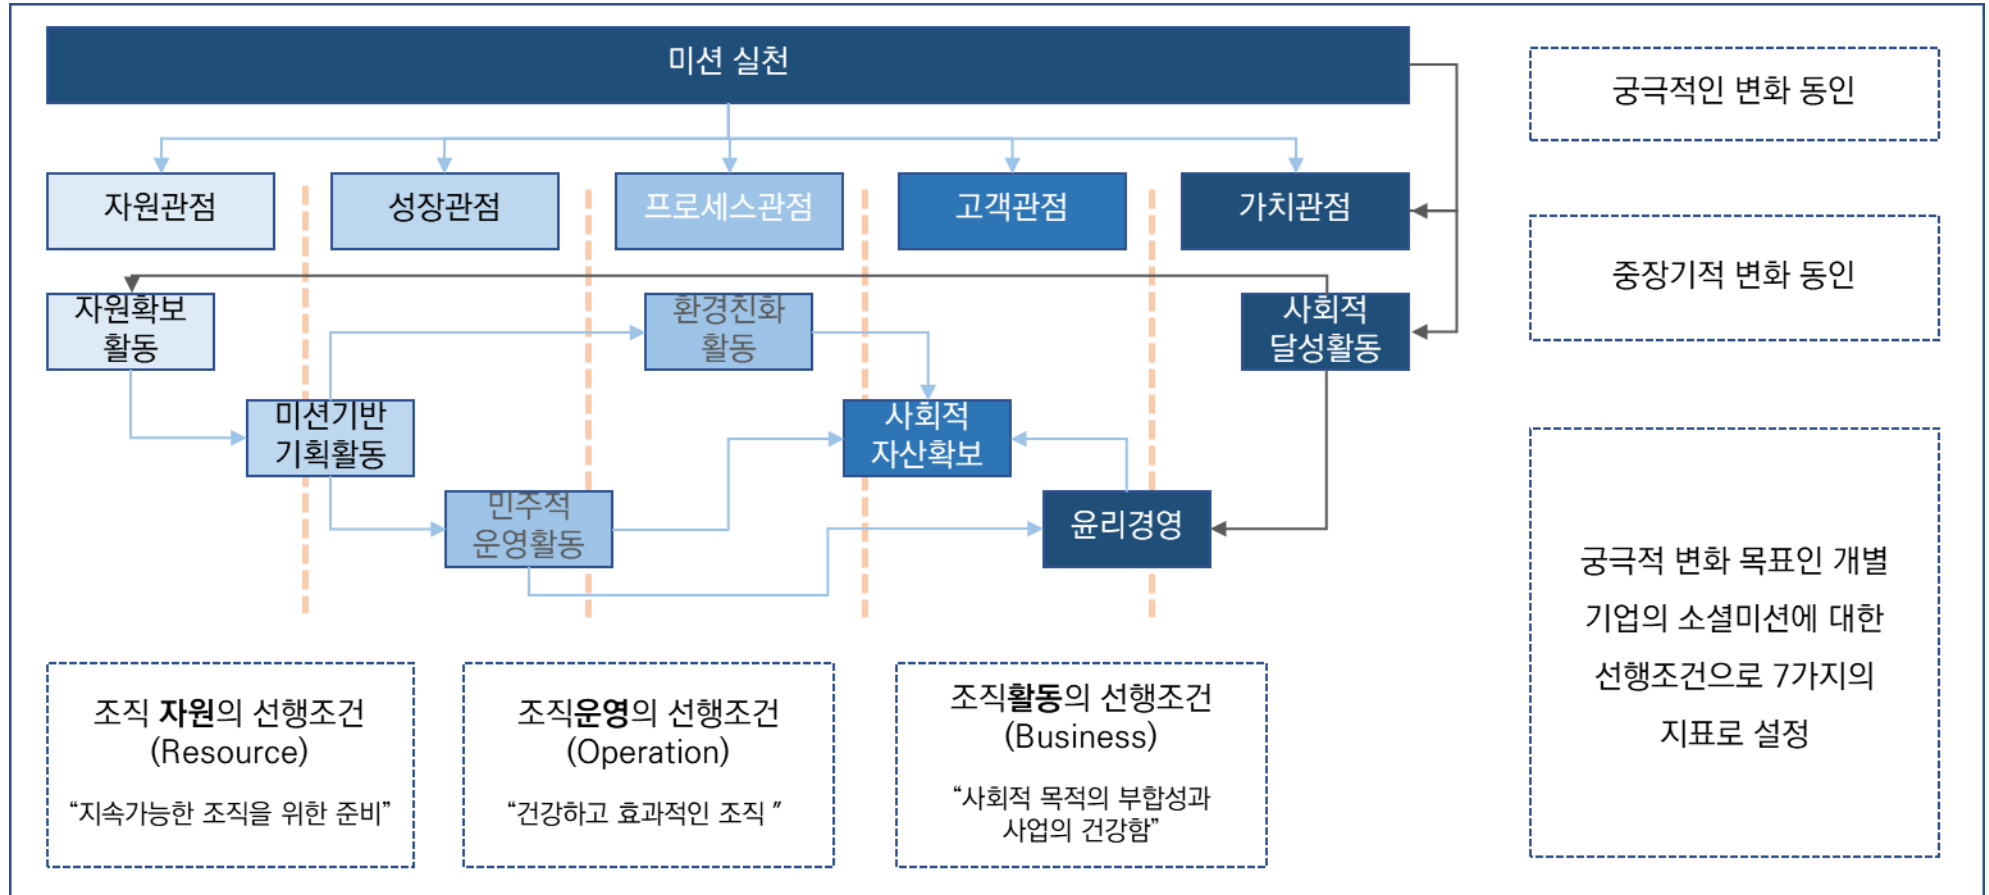 미션 실천
궁극적인 변화 동인
자원관점
성장관점
프로세스관점
고객관점
가치관점
중장기적 변화 동인
자원확보
활동
환경친화
활동
사회적
달성활동
미션기반
기획활동
사회적
자산확보
민주적
운영활동
윤리경영
궁극적 변화 목표인 개별
기업의 소셜미션에 대한
선행조건으로 7가지의
지표로 설정
조직 자원의 선행조건
(Resource)
“지속가능한 조직을 위한 준비”
조직운영의 선행조건
(Operation)
“건강하고 효과적인 조직 ″
조직활동의 선행조건
(Business)
“사회적 목적의 부합성과
사업의 건강함”